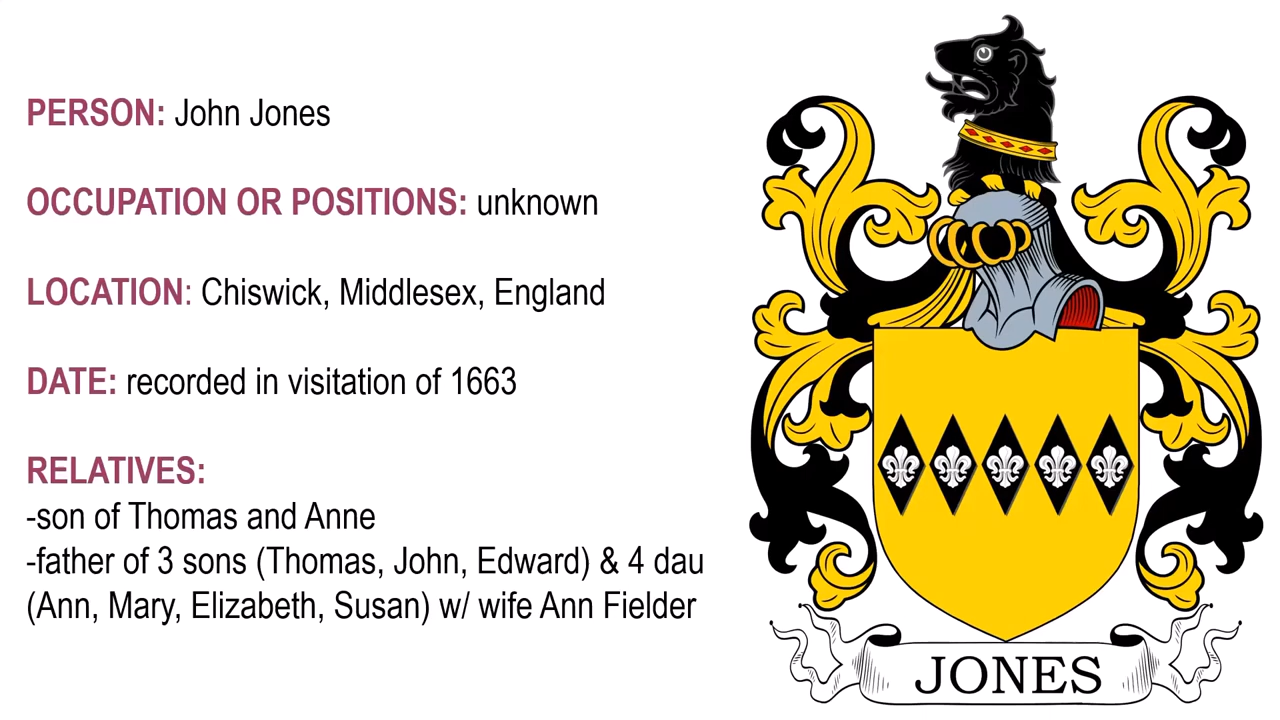 PERSON: John Jones
OCCUPATION OR POSITIONS: unknown
LOCATION: Chiswick, Middlesex, England
DATE: recorded in visitation of 1663
RELATIVES:
-son of Thomas and Anne
-father of 3 sons (Thomas, John, Edward) & 4 dau
(Ann, Mary, Elizabeth, Susan) w/ wife Ann Fielder
JONES